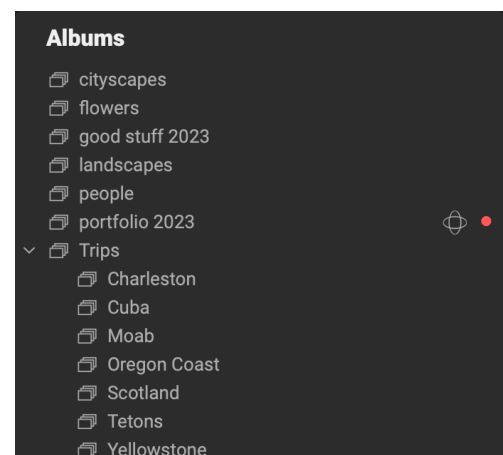 Albums
cityscapes
flowers
good stuff 2023
landscapes
people
portfolio 2023
Trips
Charleston
Cuba
Moab
Oregon Coast
Scotland
Tetons
Yellowstone